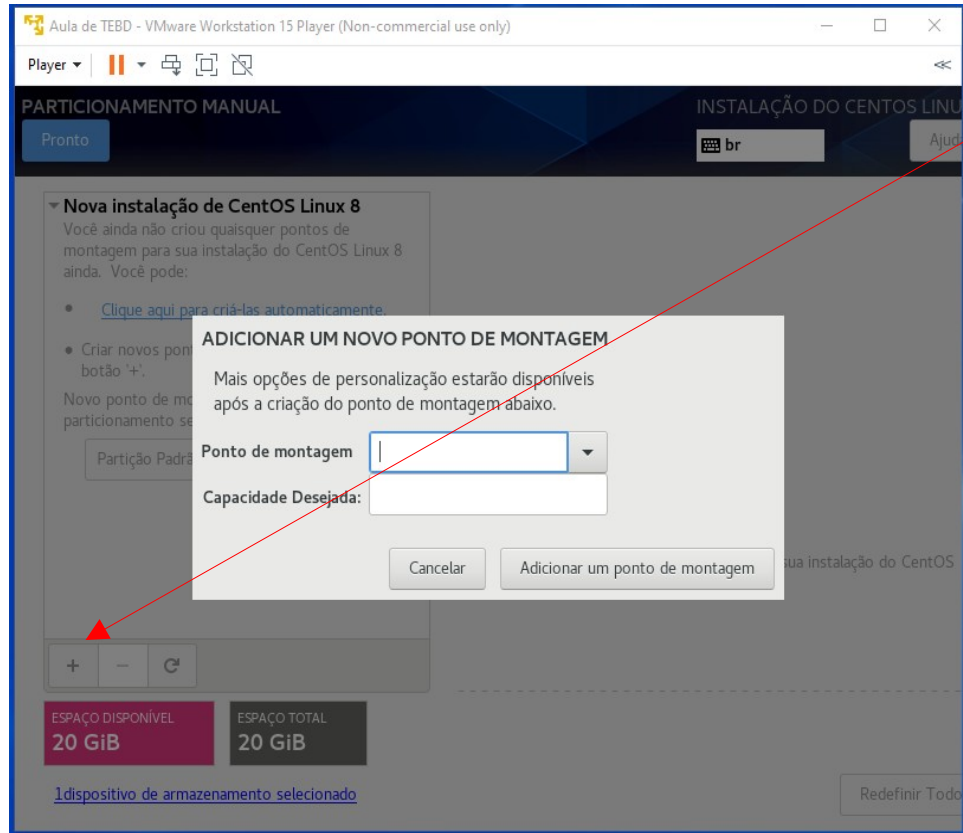 Aula de TEBD - VMware Workstation 15 Player (Non-commercial use only)
Player
PARTICIONAMENTO MANUAL
INSTALAÇÃO DO CENTOS LINU
Pronto
br
Ajuda
Nova instalação de CentOS Linux 8
Você ainda não criou quaisquer pontos de
montagem para sua instalação do CentOS Linux 8
ainda. Você pode:
Clique aqui para criá-las automaticamente.
Criar novos pon
botão '+'.
Novo ponto de mo
particionamento se
Partição Padrã
ADICIONAR UM NOVO PONTO DE MONTAGEM
Mais opções de personalização estarão disponíveis
após a criação do ponto de montagem abaixo.
Ponto de montagem
Capacidade Desejada:
Cancelar
Adicionar um ponto de montagem
sua instalação do CentOS
ESPAÇO DISPONÍVEL
20 GiB
ESPAÇO TOTAL
20 GiB
1dispositivo de armazenamento selecionado
Redefinir Todo